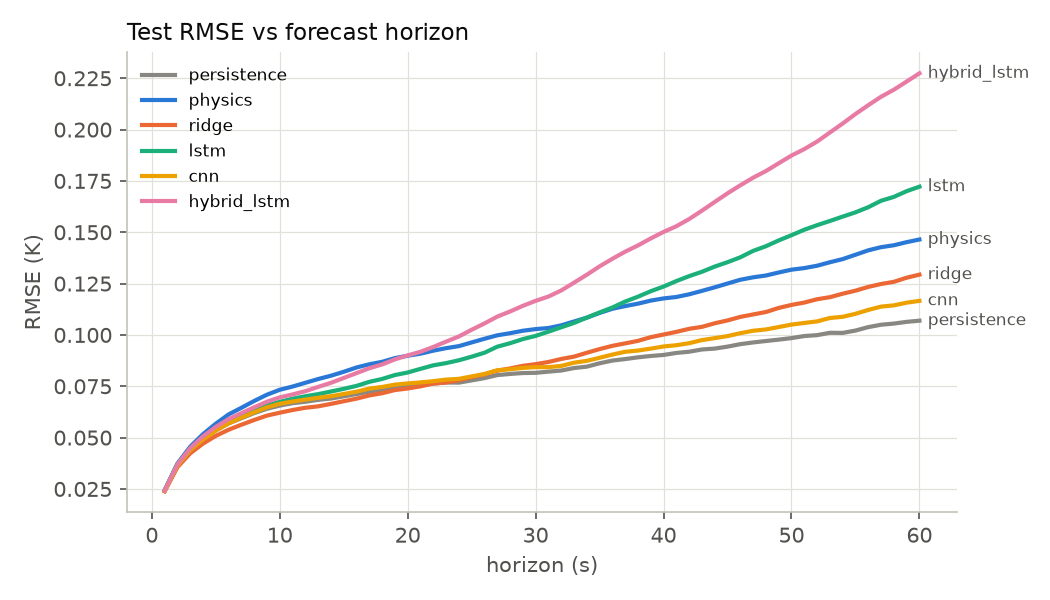 Test RMSE vs forecast horizon
persistence
physics
ridge
lstm
cnn
hybrid_lstm
RMSE (K)
0.225
0.200
0.175
0.150
0.125
0.100
0.075
0.050
0.025
hybrid_lstm
lstm
physics
ridge
cnn
persistence
0 10 20 30 40 50 60
horizon (s)